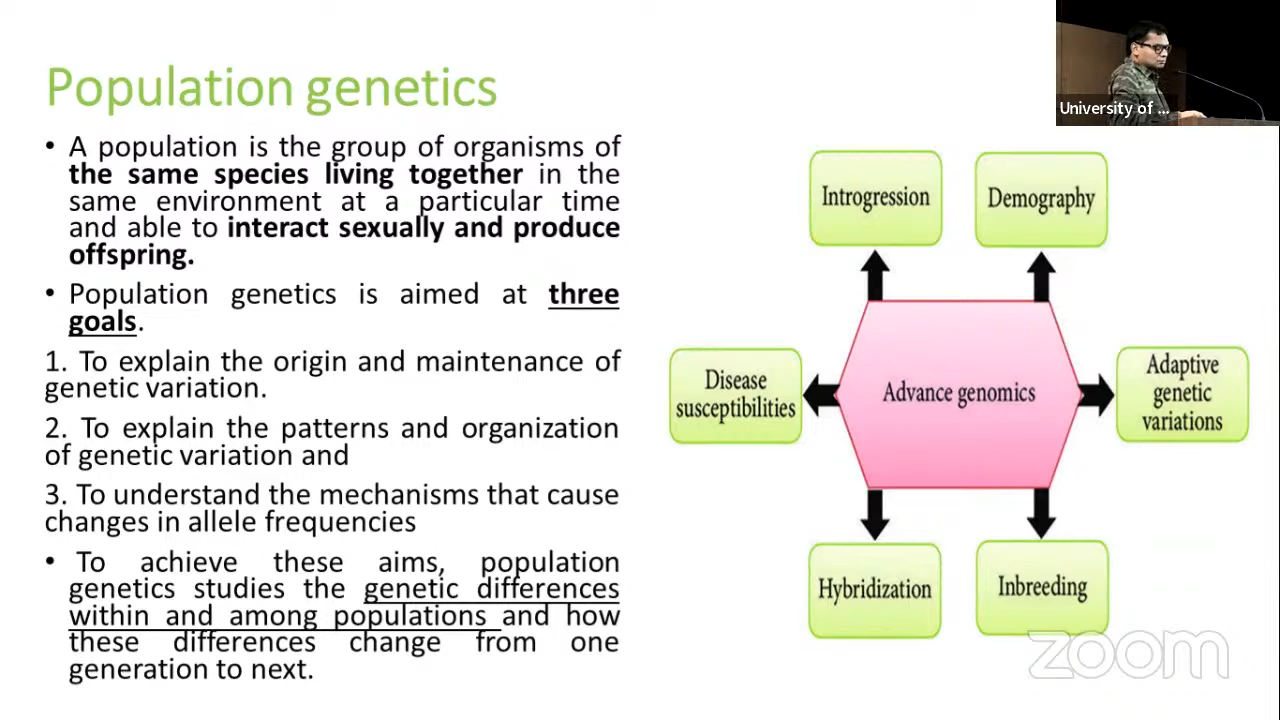 Population genetics
• A population is the group of organisms of
the same species living together in the
same environment at a particular time
and able to interact sexually and produce
offspring.
• Population genetics is aimed at three
goals.
1. To explain the origin and maintenance of
genetic variation.
2. To explain the patterns and organization
of genetic variation and
3. To understand the mechanisms that cause
changes in allele frequencies
• To achieve these aims, population
genetics studies the genetic differences
within and among populations and how
these differences change from one
generation to next.
University of ...
Introgression
Demography
Disease
susceptibilities
Advance genomics
Adaptive
genetic
variations
Hybridization
Inbreeding
zoom